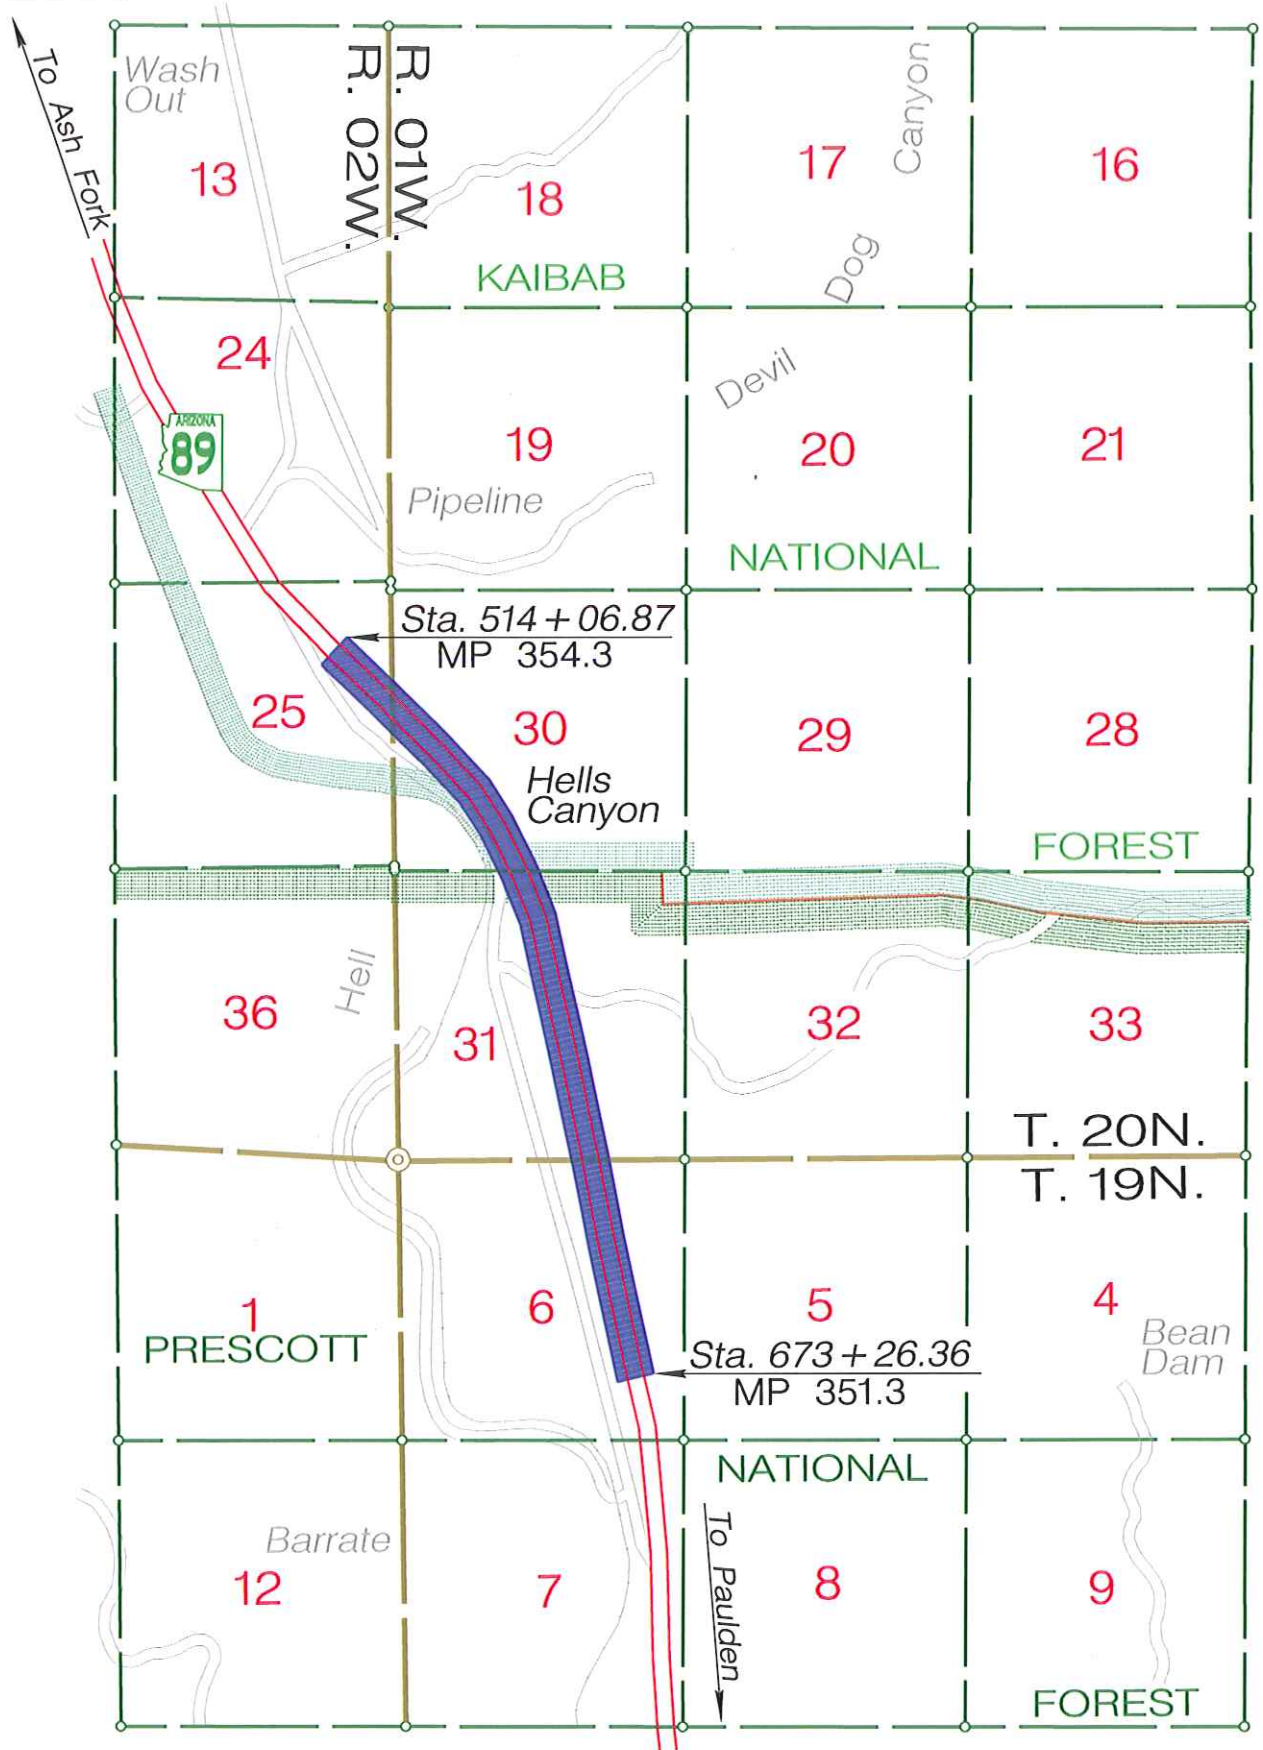 To Ash Fork
Wash
Out
R. 01W.
R. 02W.
Canyon
13
18
17
16
Dog
KAIBAB
24
Devil
ARIZONA
89
19
20
21
Pipeline
NATIONAL
Sta. 514+06.87
MP 354.3
25
30
29
28
Hells
Canyon
FOREST
Hell
36
31
32
33
T. 20N.
T. 19N.
1
6
5
4
PRESCOTT
Bean
Dam
Sta. 673+26.36
MP 351.3
NATIONAL
To Paulden
Barrate
12
7
8
9
FOREST